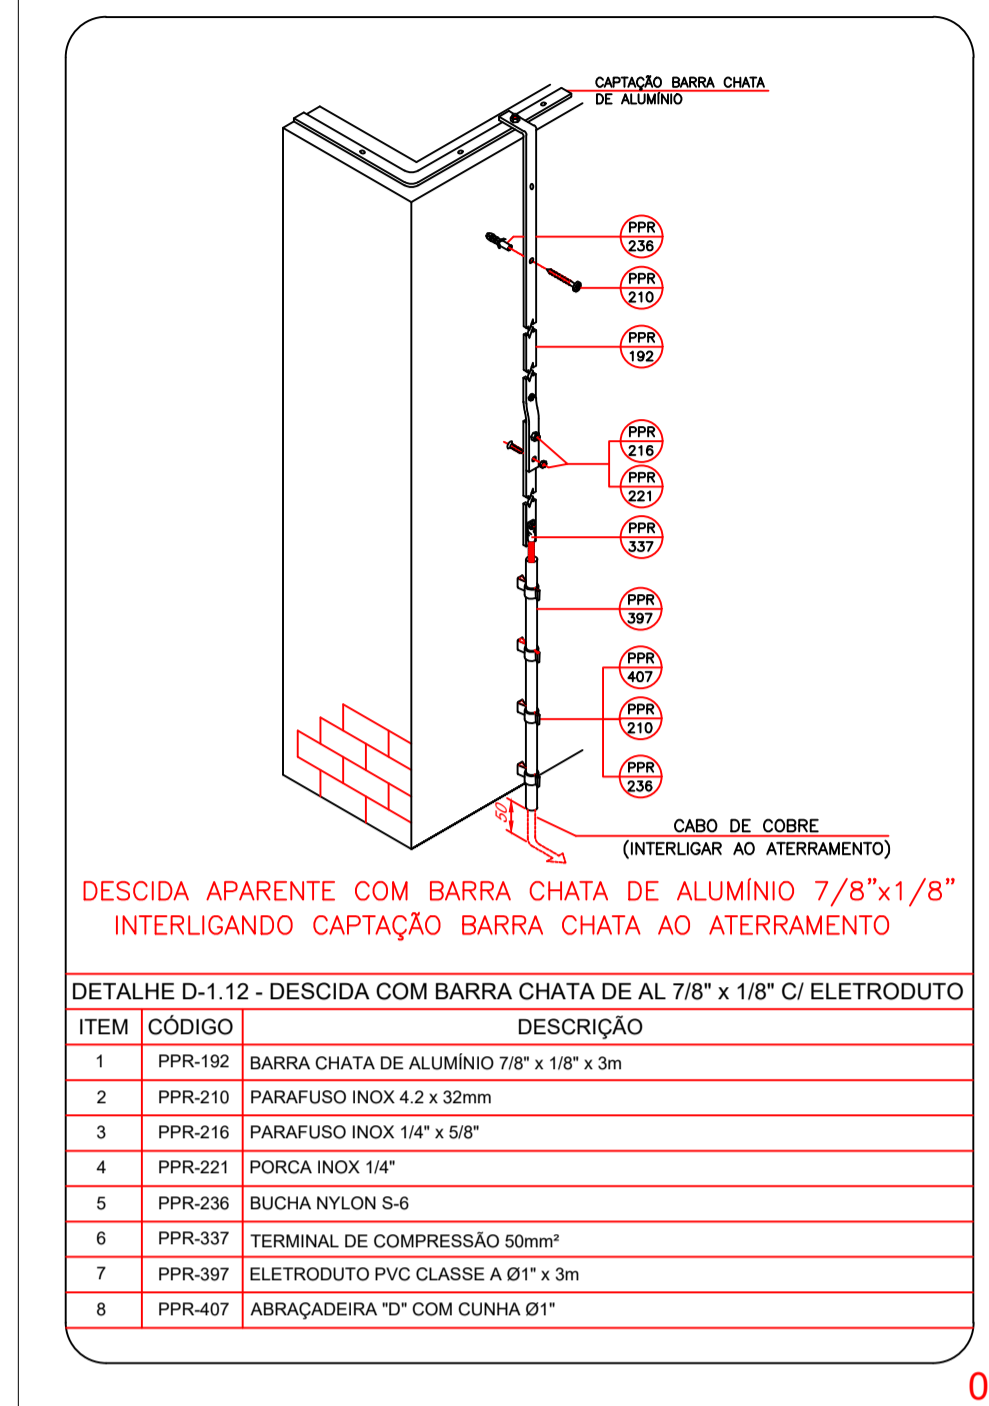 CAPTAÇÃO BARRA CHATA
DE ALUMÍNIO
PPR
236
PPR
210
PPR
192
PPR
216
PPR
221
PPR
337
PPR
397
PPR
407
PPR
210
PPR
236
50
CABO DE COBRE
(INTERLIGAR AO ATERRAMENTO)
DESCIDA APARENTE COM BARRA CHATA DE ALUMÍNIO 7/8"x1/8"
INTERLIGANDO CAPTAÇÃO BARRA CHATA AO ATERRAMENTO
DETALHE D-1.12 - DESCIDA COM BARRA CHATA DE AL 7/8" x 1/8" C/ ELETRODUTO
ITEM CÓDIGO DESCRIÇÃO
1 PPR-192 BARRA CHATA DE ALUMÍNIO 7/8" x 1/8" x 3m
2 PPR-210 PARAFUSO INOX 4.2 x 32mm
3 PPR-216 PARAFUSO INOX 1/4" x 5/8"
4 PPR-221 PORCA INOX 1/4"
5 PPR-236 BUCHA NYLON S-6
6 PPR-337 TERMINAL DE COMPRESSÃO 50mm²
7 PPR-397 ELETRODUTO PVC CLASSE A Ø1" x 3m
8 PPR-407 ABRAÇADEIRA "D" COM CUNHA Ø1"
0